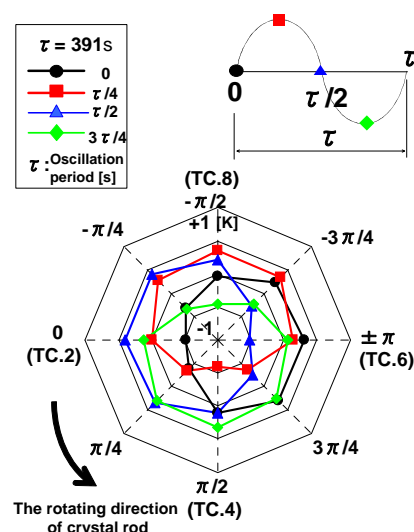 τ = 391s
0
τ/4
τ/2
3τ/4
τ : Oscillation
period [s]
τ
0
τ/2
τ
(TC.8)
-π/2
+1 [K]
-π/4
-3π/4
-1
0
(TC.2)
±π
(TC.6)
π/4
3π/4
π/2
(TC.4)
The rotating direction
of crystal rod